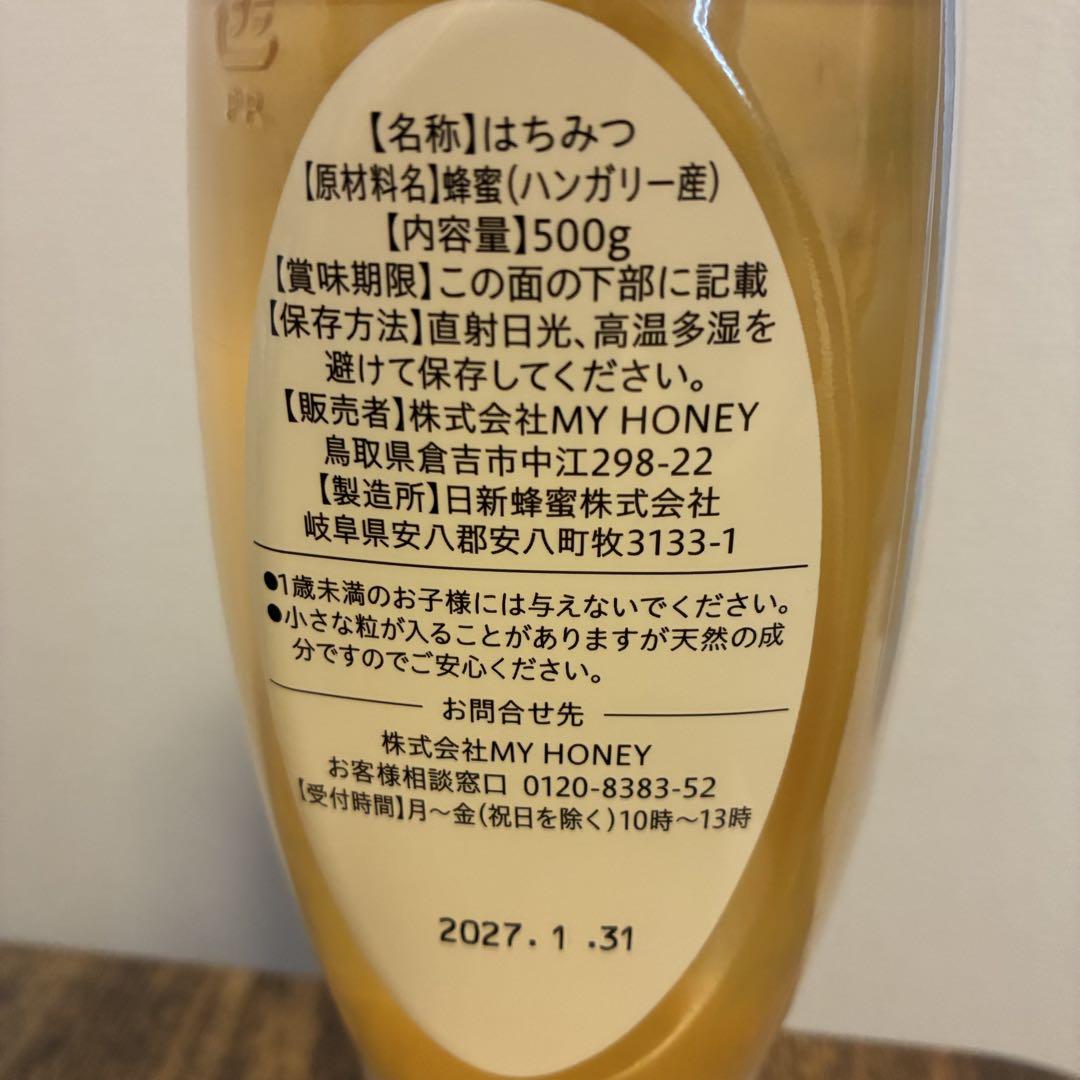 プラ
PP
【名称】はちみつ
【原材料名】蜂蜜(ハンガリー産)
【内容量】500g
【賞味期限】この面の下部に記載
【保存方法】直射日光、高温多湿を
避けて保存してください。
【販売者】株式会社MY HONEY
鳥取県倉吉市中江298-22
【製造所】日新蜂蜜株式会社
岐阜県安八郡安八町牧3133-1
●1歳未満のお子様には与えないでください。
●小さな粒が入ることがありますが天然の成
分ですのでご安心ください。
お問合せ先
株式会社MY HONEY
お客様相談窓口 0120-8383-52
【受付時間】月～金(祝日を除く)10時～13時
2027. 1 .31